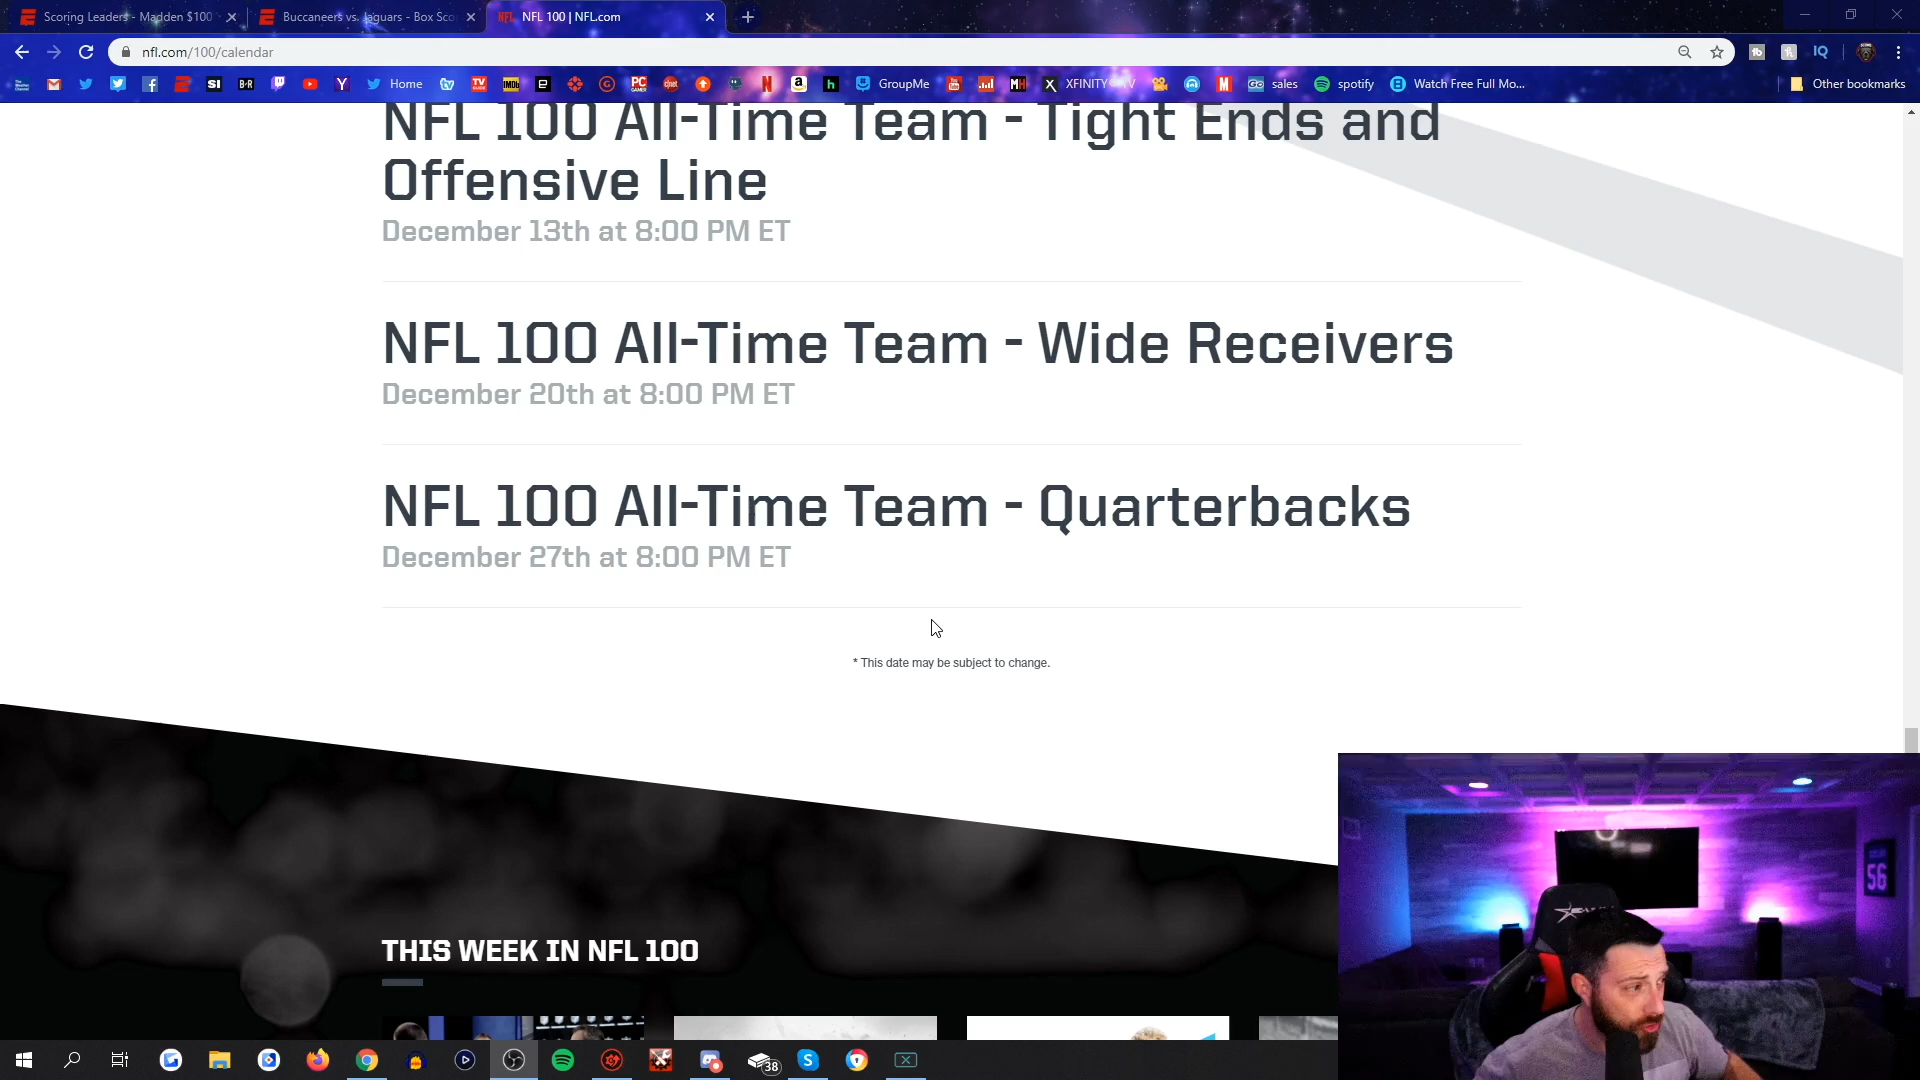 Scoring Leaders - Madden $100
Buccaneers vs. Jaguars - Box Sco
NFL 100 | NFL.com
nfl.com/100/calendar
Home
GroupMe
sales
spotify
Watch Free Full Mo...
Other bookmarks
NFL 100 All-Time Team - Tight Ends and
Offensive Line
December 13th at 8:00 PM ET
NFL 100 All-Time Team - Wide Receivers
December 20th at 8:00 PM ET
NFL 100 All-Time Team - Quarterbacks
December 27th at 8:00 PM ET
* This date may be subject to change.
THIS WEEK IN NFL 100
56
38